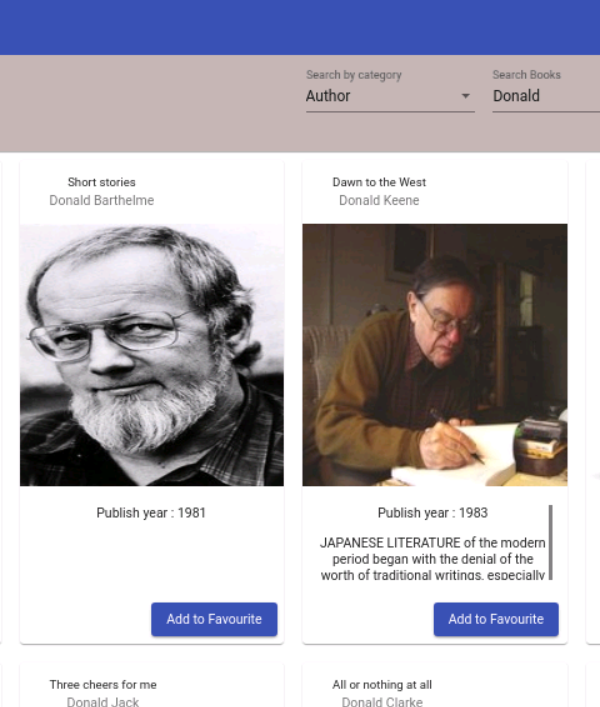 Search by category
Search Books
Author
Donald
Short stories
Donald Barthelme
Publish year : 1981
Add to Favourite
Dawn to the West
Donald Keene
Publish year : 1983
JAPANESE LITERATURE of the modern
period began with the denial of the
worth of traditional writings, especially
Add to Favourite
Three cheers for me
Donald Jack
All or nothing at all
Donald Clarke